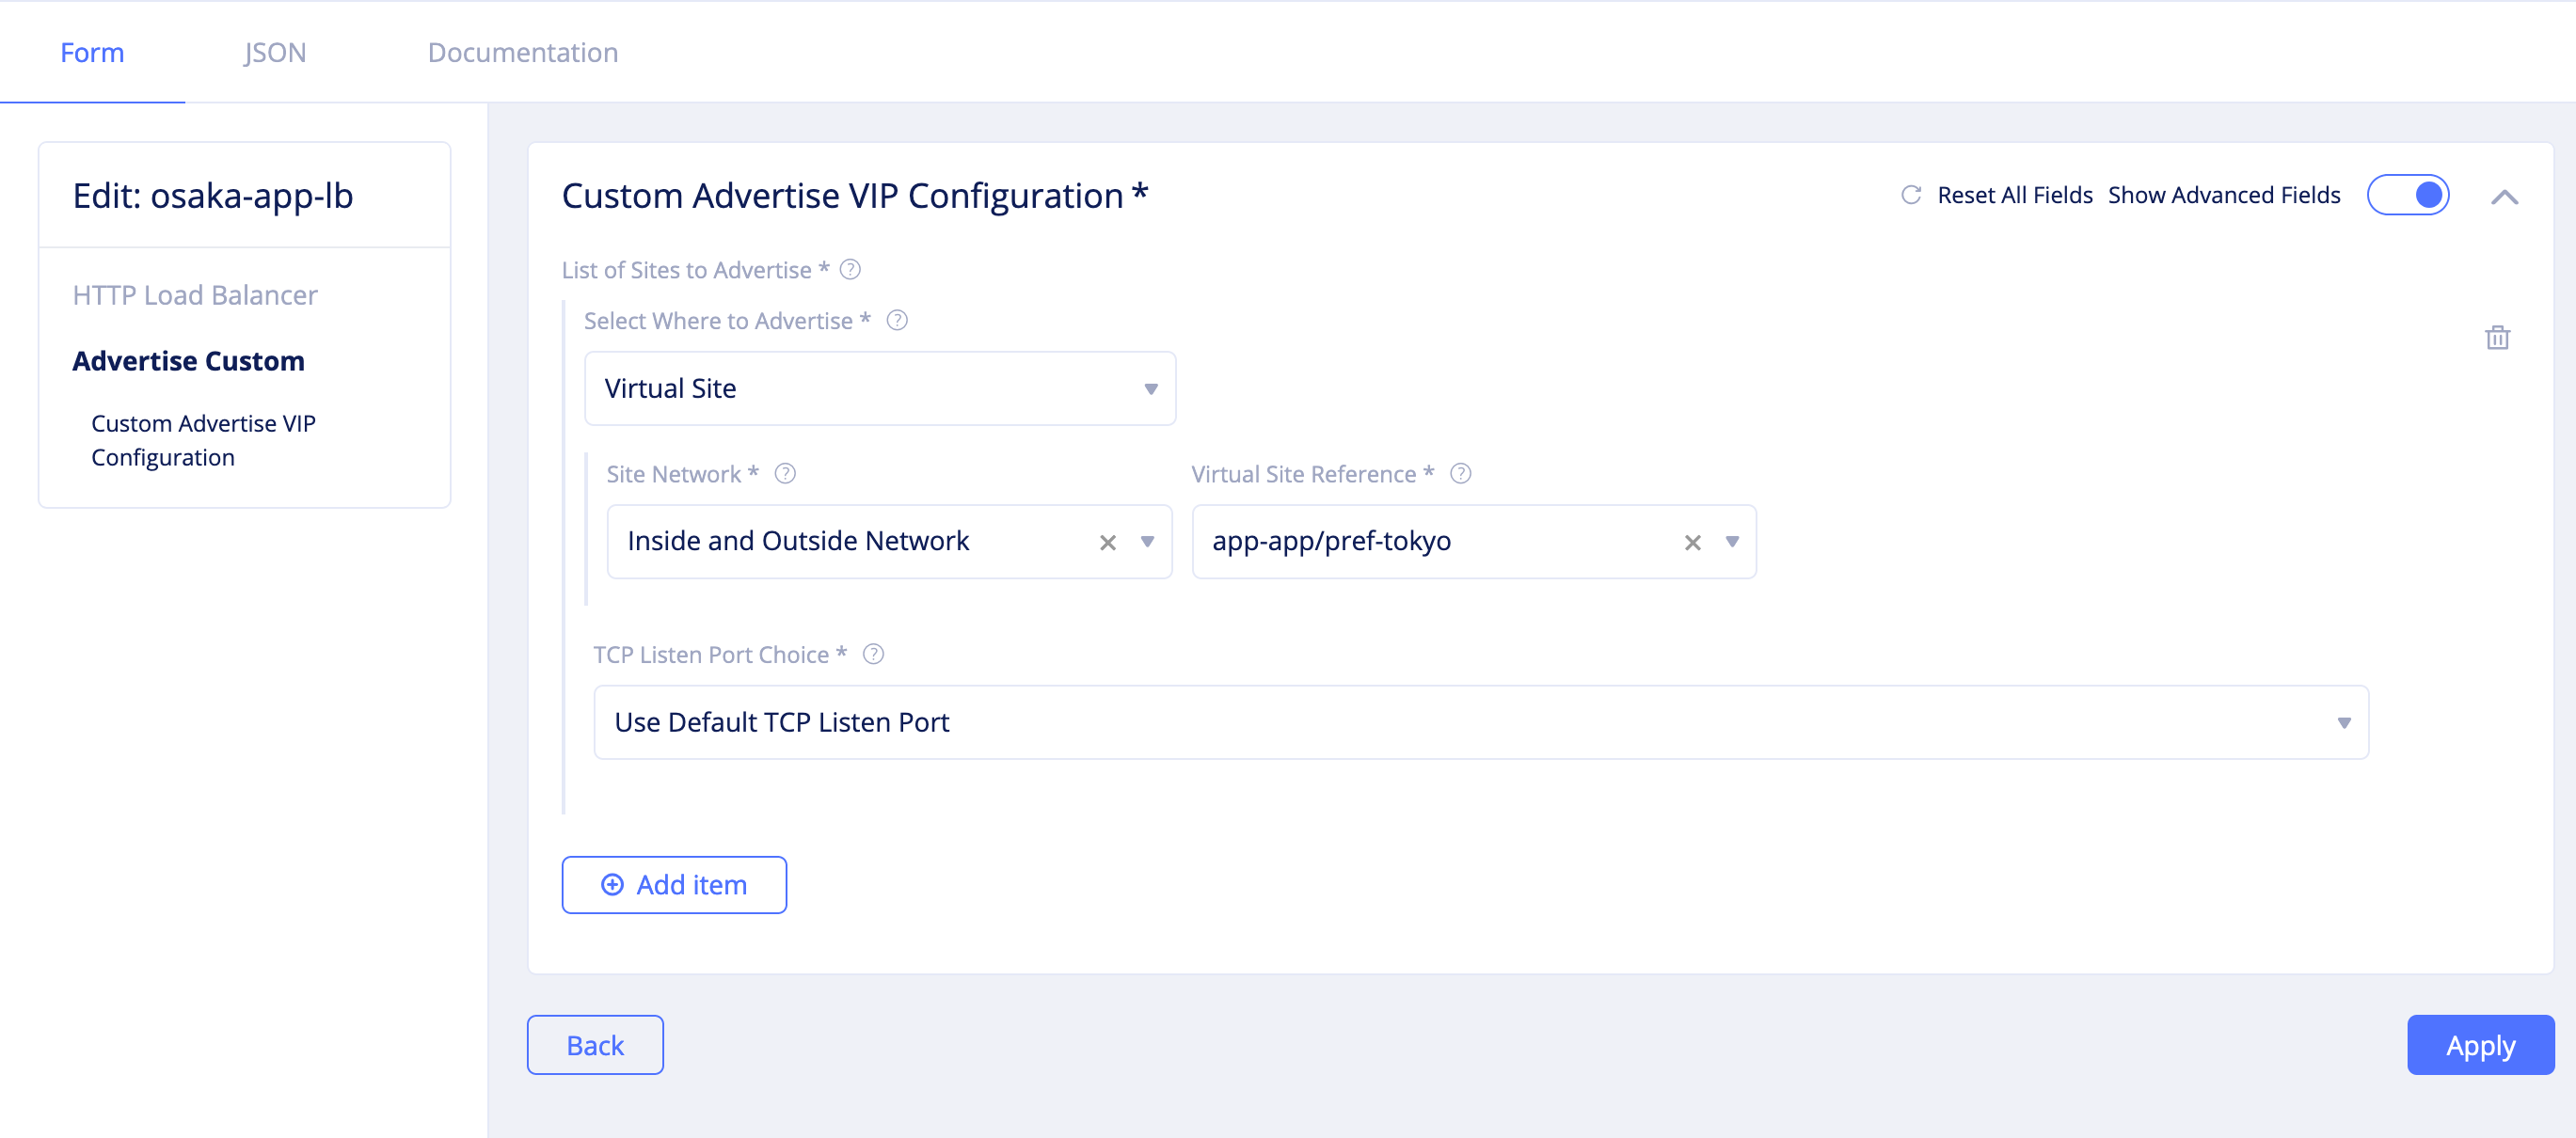 Form JSON Documentation
Edit: osaka-app-lb
HTTP Load Balancer
Advertise Custom
Custom Advertise VIP
Configuration
Custom Advertise VIP Configuration *
Reset All Fields Show Advanced Fields
List of Sites to Advertise * ?
Select Where to Advertise * ?
Virtual Site
Site Network * ? Virtual Site Reference * ?
Inside and Outside Network app-app/pref-tokyo
TCP Listen Port Choice * ?
Use Default TCP Listen Port
Add item
Back Apply